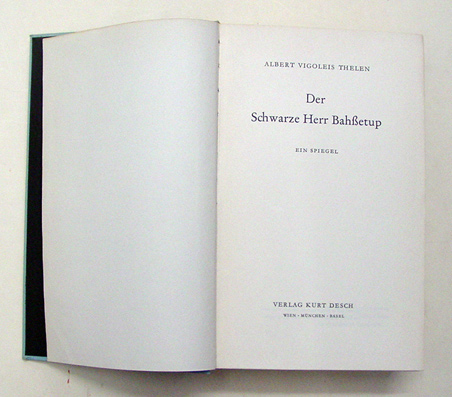 ALBERT VIGOLEIS THELEN
Der
Schwarze Herr Bahßetup
EIN SPIEGEL
VERLAG KURT DESCH
WIEN · MÜNCHEN · BASEL